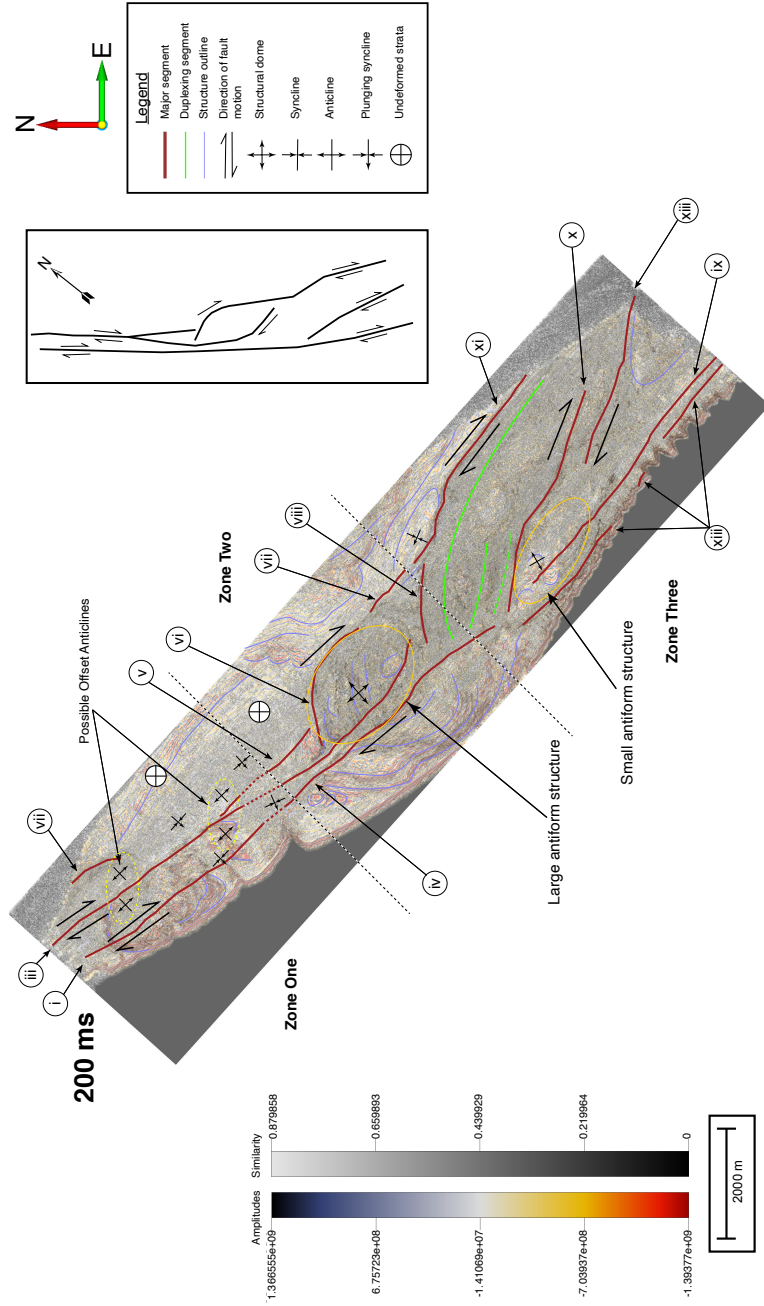 N
E
Legend
Major segment
Duplexing segment
Structure outline
Direction of fault
motion
Structural dome
Syncline
Anticline
Plunging syncline
Undeformed strata
N
xiii
ix
x
xi
xiii
viii
Zone Two
vii
vi
v
Possible Offset Anticlines
vii
Zone Three
Small antiform structure
Large antiform structure
iv
Zone One
iii
i
200 ms
Similarity
0.879858
0.659893
0.439929
0.219964
0
Amplitudes
1.366555e+09
6.75723e+08
-1.41069e+07
-7.03937e+08
-1.39377e+09
2000 m